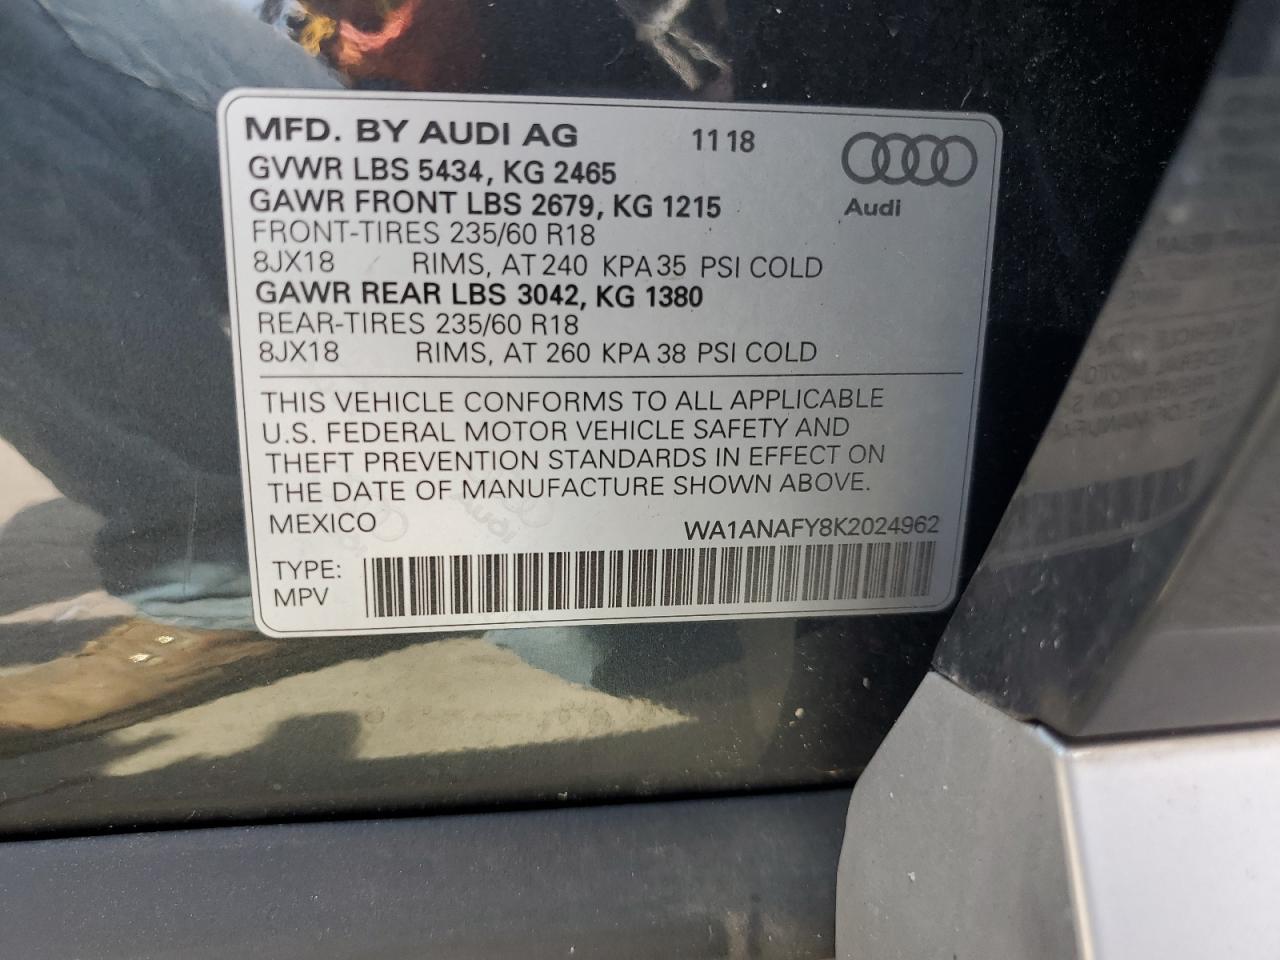 MFD. BY AUDI AG 11 18
GVWR LBS 5434, KG 2465
GAWR FRONT LBS 2679, KG 1215
Audi
FRONT-TIRES 235/60 R18
8JX18 RIMS, AT 240 KPA 35 PSI COLD
GAWR REAR LBS 3042, KG 1380
REAR-TIRES 235/60 R18
8JX18 RIMS, AT 260 KPA 38 PSI COLD
THIS VEHICLE CONFORMS TO ALL APPLICABLE
U.S. FEDERAL MOTOR VEHICLE SAFETY AND
THEFT PREVENTION STANDARDS IN EFFECT ON
THE DATE OF MANUFACTURE SHOWN ABOVE.
MEXICO WA1ANAFY8K2024962
TYPE:
MPV